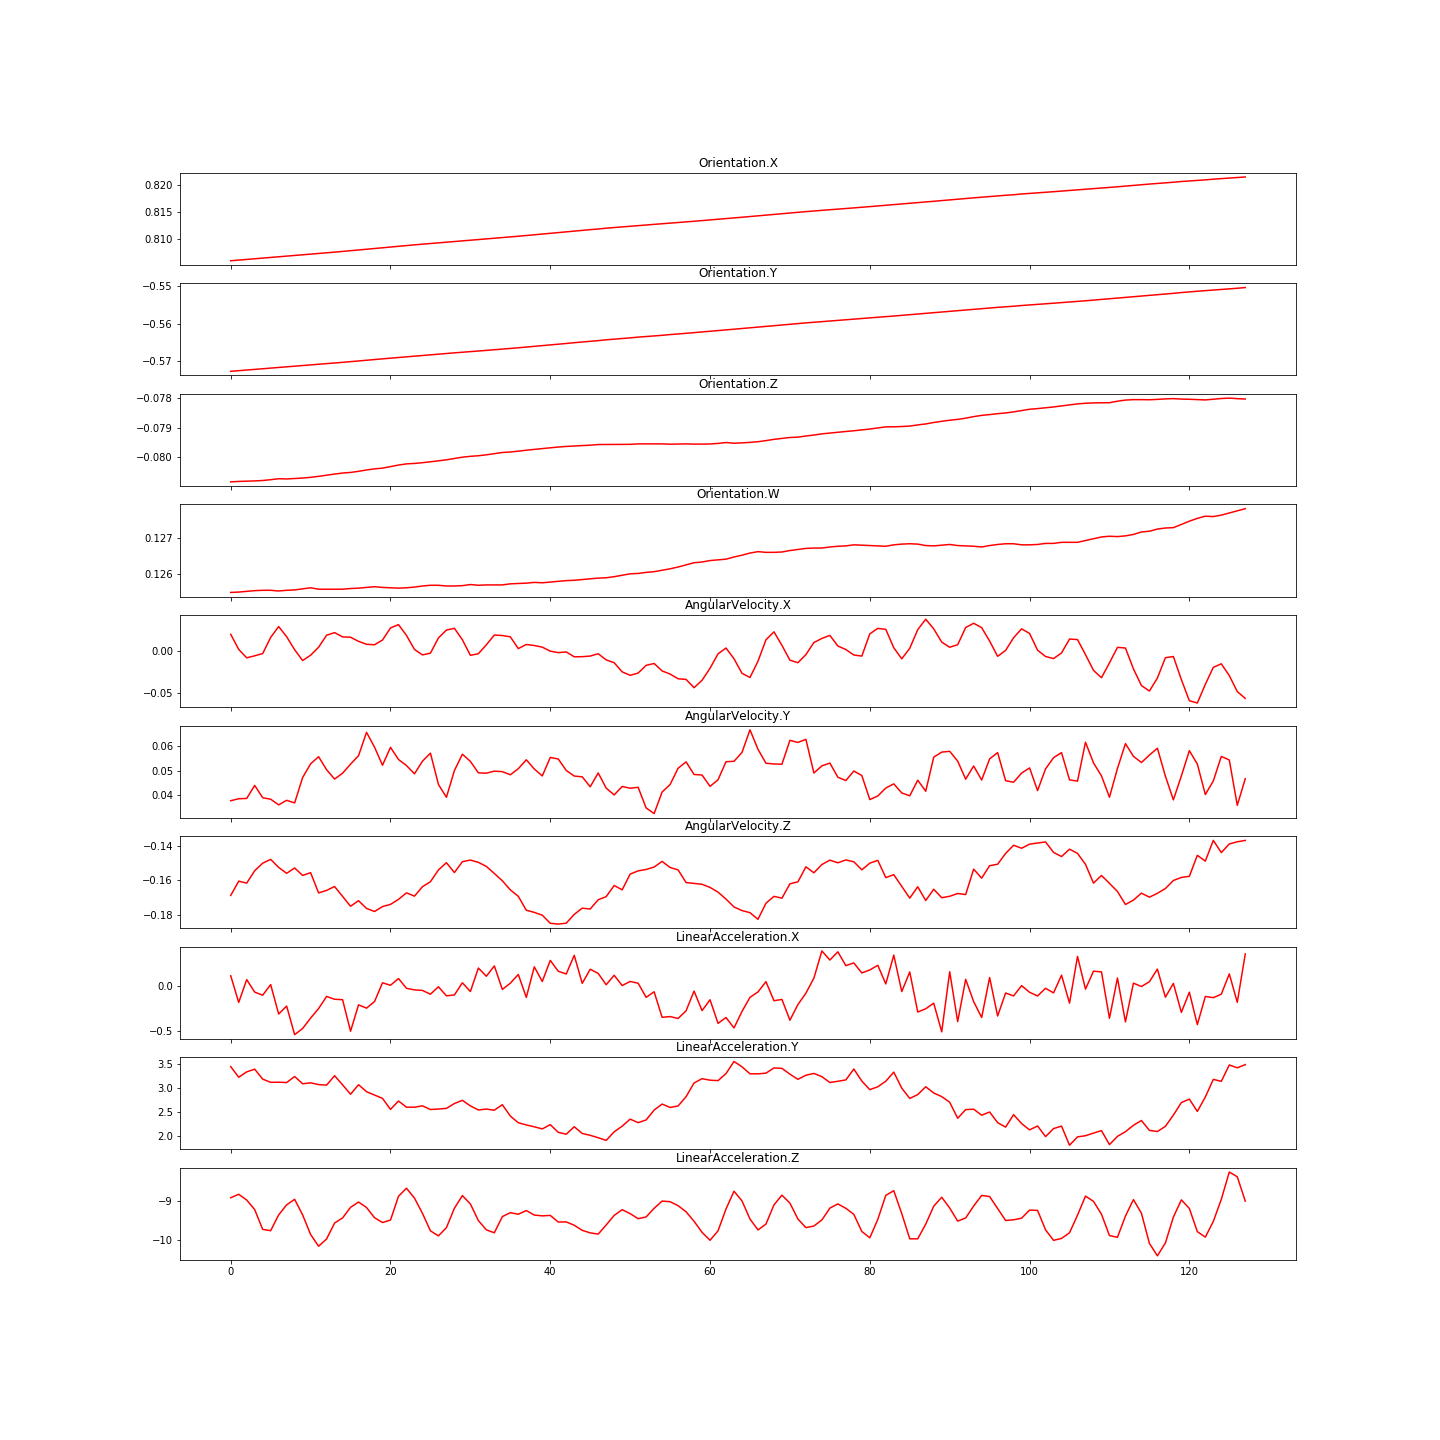 Orientation.X
0.820
0.815
0.810
Orientation.Y
−0.55
−0.56
−0.57
Orientation.Z
−0.078
−0.079
−0.080
Orientation.W
0.127
0.126
AngularVelocity.X
0.00
−0.05
AngularVelocity.Y
0.06
0.05
0.04
AngularVelocity.Z
−0.14
−0.16
−0.18
LinearAcceleration.X
0.0
−0.5
LinearAcceleration.Y
3.5
3.0
2.5
2.0
LinearAcceleration.Z
−9
−10
0 20 40 60 80 100 120